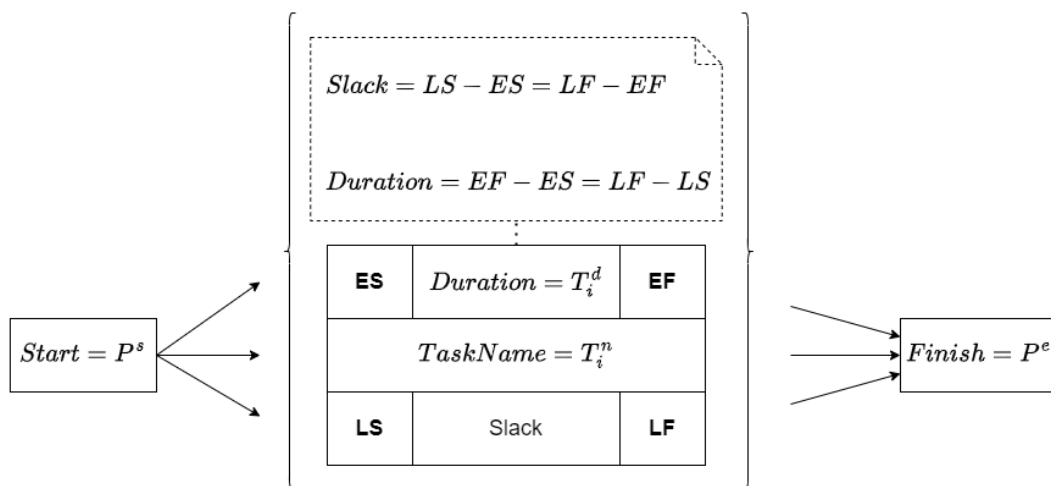 Slack = LS − ES = LF − EF
Duration = EF − ES = LF − LS
ES Duration = T_i^d EF
Start = P^s
TaskName = T_i^n
Finish = P^e
LS Slack LF